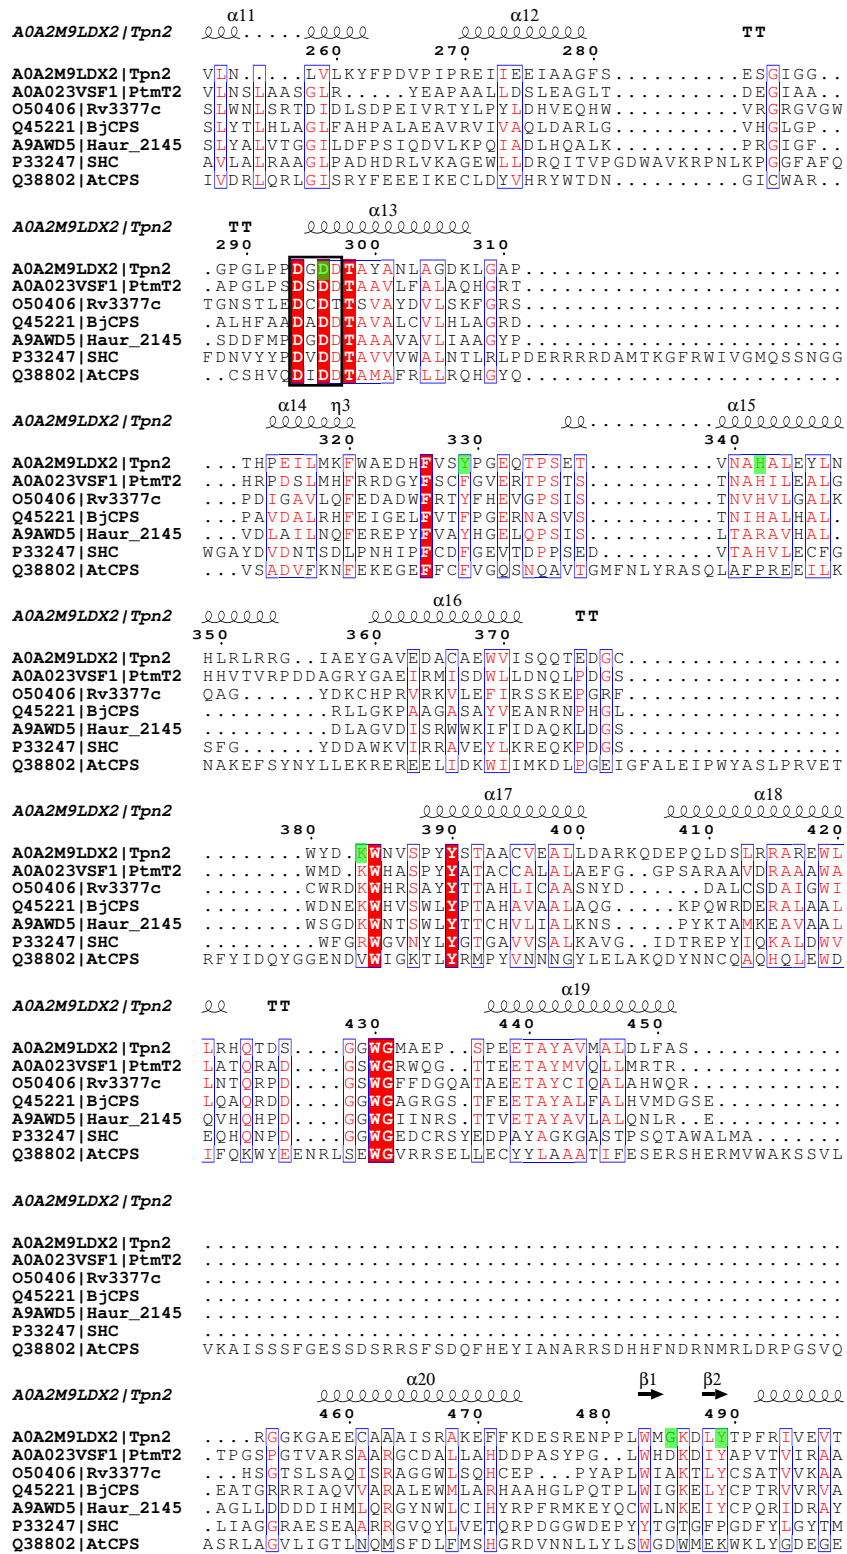 α11 α12
A0A2M9LDX2|Tpn2 ..... .......... TT
260 270 280
A0A2M9LDX2|Tpn2 VLN.....LVLKYFPDVPIPREIIEEIAAGFS..........ESGIGG..
A0A023VSF1|PtmT2 VLNSLAASGLR.....YEAPAALLDSLEAGLT..........DEGIAA..
O50406|Rv3377c SLWNLSRTDIDLSDPEIVRTYLPYLDHVEQHW..........VRGRGVGW
Q45221|BjCPS SLYTLHLAGLFAHPALAEAVRVIVAQLDARLG..........VHGLGP..
A9AWD5|Haur_2145 SLYALVTGGILDFPSIQDVLKPQIADLHQALK..........PRGIGF..
P33247|SHC AVLALRAAGLPADHDRLVKAGEWLLDRQITVPGDWAVKRPNLKPGGFAFQ
Q38802|AtCPS IVDRLQRLGISRYFEEEIKECLDYVHRYWTDN..........GICWAR..
α13
A0A2M9LDX2|Tpn2 TT
290 300 310
A0A2M9LDX2|Tpn2 .GPGLPPDGDDTAYANLAGDKLGAP.........................
A0A023VSF1|PtmT2 .APGLPSDSDDTAAVLFALAQHGRT.........................
O50406|Rv3377c TGNSTLEDCDTTSVAYDVLSKFGRS.........................
Q45221|BjCPS .ALHFAADADDTAVALCVLHLAGRD.........................
A9AWD5|Haur_2145 .SDDFMPDGDDTAAAVAVLIAAGYP.........................
P33247|SHC FDNVYYPDVDDTAVVVWALNTLRLPDERRRRDAMTKGFRWIVGMQSSNGG
Q38802|AtCPS ..CSHVQDIDDTAMAFRLLRQHGYQ.........................
α14 η3 α15
A0A2M9LDX2|Tpn2 ..........
320 330 340
A0A2M9LDX2|Tpn2 ...THPEILMKFWAEDHFVSYPGEQTPSET..........VNAHALEYLN
A0A023VSF1|PtmT2 ...HRPDSLMHFRRDGYFSCFGVERTPSTS..........TNAHILEALG
O50406|Rv3377c ...PDIGAVLQFEDADWFRTYFHEVGPSIS..........TNVHVLGALK
Q45221|BjCPS ...PAVDALRHFEIGELFVTFPGERNASVS..........TNIHALHAL.
A9AWD5|Haur_2145 ...VDLAILNQFEREPYFVAYHGELQPSIS..........LTARAVHAL.
P33247|SHC WGAYDVDNTSDLPNHIPFCDFGEVTDPPSED.........VTAHVLECFG
Q38802|AtCPS ...VSADVFKNFEKEGEFFCFVGQSNQAVTGMFNLYRASQLAFPREEILK
α16
A0A2M9LDX2|Tpn2 TT
350 360 370
A0A2M9LDX2|Tpn2 HLRLRRG..IAEYGAVEDACAEWVISQQTEDGC.................
A0A023VSF1|PtmT2 HHVTVRPDDAGRYGAEIRMISDWLLDNQLPDGS.................
O50406|Rv3377c QAG......YDKCHPRVRKVLEFIRSSKEPGRF.................
Q45221|BjCPS ........RLLGKPAAGASAYVEANRNPHGL...................
A9AWD5|Haur_2145 ........DLAGVDISRWWKIFIDAQKLDGS...................
P33247|SHC SFG......YDDAWKVIRRAVEYLKREQKPDGS.................
Q38802|AtCPS NAKEFSYNYLLEKREREELIDKWIIMKDLPGEIGFALEIPWYASLPRVET
α17 α18
A0A2M9LDX2|Tpn2
380 390 400 410 420
A0A2M9LDX2|Tpn2 ........WYD.KWNVSPYYSTAACVEALLDARKQDEPQLDSLRRAREWL
A0A023VSF1|PtmT2 ........WMD.KWHASPYYATACCALALAEFG..GPSARAAVDRAAAWA
O50406|Rv3377c ........CWRDKWHRSAYYTTAHLICAASNYD.....DALCSDAIGWI
Q45221|BjCPS ........WDNEKWHVSWLYPTAHAVAALAQG....KPQWRDERALAAL
A9AWD5|Haur_2145 ........WSGDKWNTSWLYTTCHVLIALKNS....PYKTAMKEAVAAL
P33247|SHC .........WFGRWGVNYLYGTGAVVSALKAVG..IDTREPYIQKALDWV
Q38802|AtCPS RFYIDQYGGENDVWIGKTLYRMPYVNNNGYLELAKQDYNNCQAQHQLEWD
α19
A0A2M9LDX2|Tpn2 TT
430 440 450
A0A2M9LDX2|Tpn2 LRHQTDS....GGWGMAEP..SPEETAYAVMALDLFAS............
A0A023VSF1|PtmT2 LATQRAD....GSWGRWQG..TTEETAYMVQLLMRTR.............
O50406|Rv3377c LNTQRPD....GSWGFFDGQATAEETAYCIQALAHWQR............
Q45221|BjCPS LQAQRDD....GGWGAGRGS.TFEETAYALFALHVMDGSE..........
A9AWD5|Haur_2145 QVHQHPD....GGWGIINRS.TTVETAYAVLALQNLR..E..........
P33247|SHC EQHQNPD....GGWGEDCRSYEDPAYAGKGASTPSQTAWALMA.......
Q38802|AtCPS IFQKWYEENRLSEWGVRRSELLECYYLAAATIFESERSHERMVWAKSSVL
A0A2M9LDX2|Tpn2
A0A2M9LDX2|Tpn2 ..................................................
A0A023VSF1|PtmT2 ..................................................
O50406|Rv3377c ..................................................
Q45221|BjCPS ..................................................
A9AWD5|Haur_2145 ..................................................
P33247|SHC ..................................................
Q38802|AtCPS VKAISSSFGESSDSRRSFSDQFHEYIANARRSDHHFNDRNMRLDRPGSVQ
α20 β1 β2
A0A2M9LDX2|Tpn2
460 470 480 490
A0A2M9LDX2|Tpn2 ....RGGKGAEECAAAISRAKEFFKDESRENPPLWMGKDLYTPFRIVEVT
A0A023VSF1|PtmT2 .TPGSPGTVARSAARGCDALLAHDDPASYPG..LWHDKDIYAPVTVIRAA
O50406|Rv3377c ...HSGTSLSAQISRAGGWLSQHCEP...PYAPLWIAKTLYCSATVVKAA
Q45221|BjCPS .EATGRRRIAQVVARALEWMLARHAAHGLPQTPLWIGKELYCPTRVVRVA
A9AWD5|Haur_2145 .AGLLDDDDIHMLQRGYNWLCIHYRPFRMKEYQCWLNKEIYCPQRIDRAY
P33247|SHC .LIAGGRAESEAARRGVQYLVETQRPDGGWDEPYYTGTGFPGDFYLGYTM
Q38802|AtCPS ASRLAGVLIGTLNQMSFDLFMSHGRDVNNLLYLSWGDWMEKWKLYGDEGE